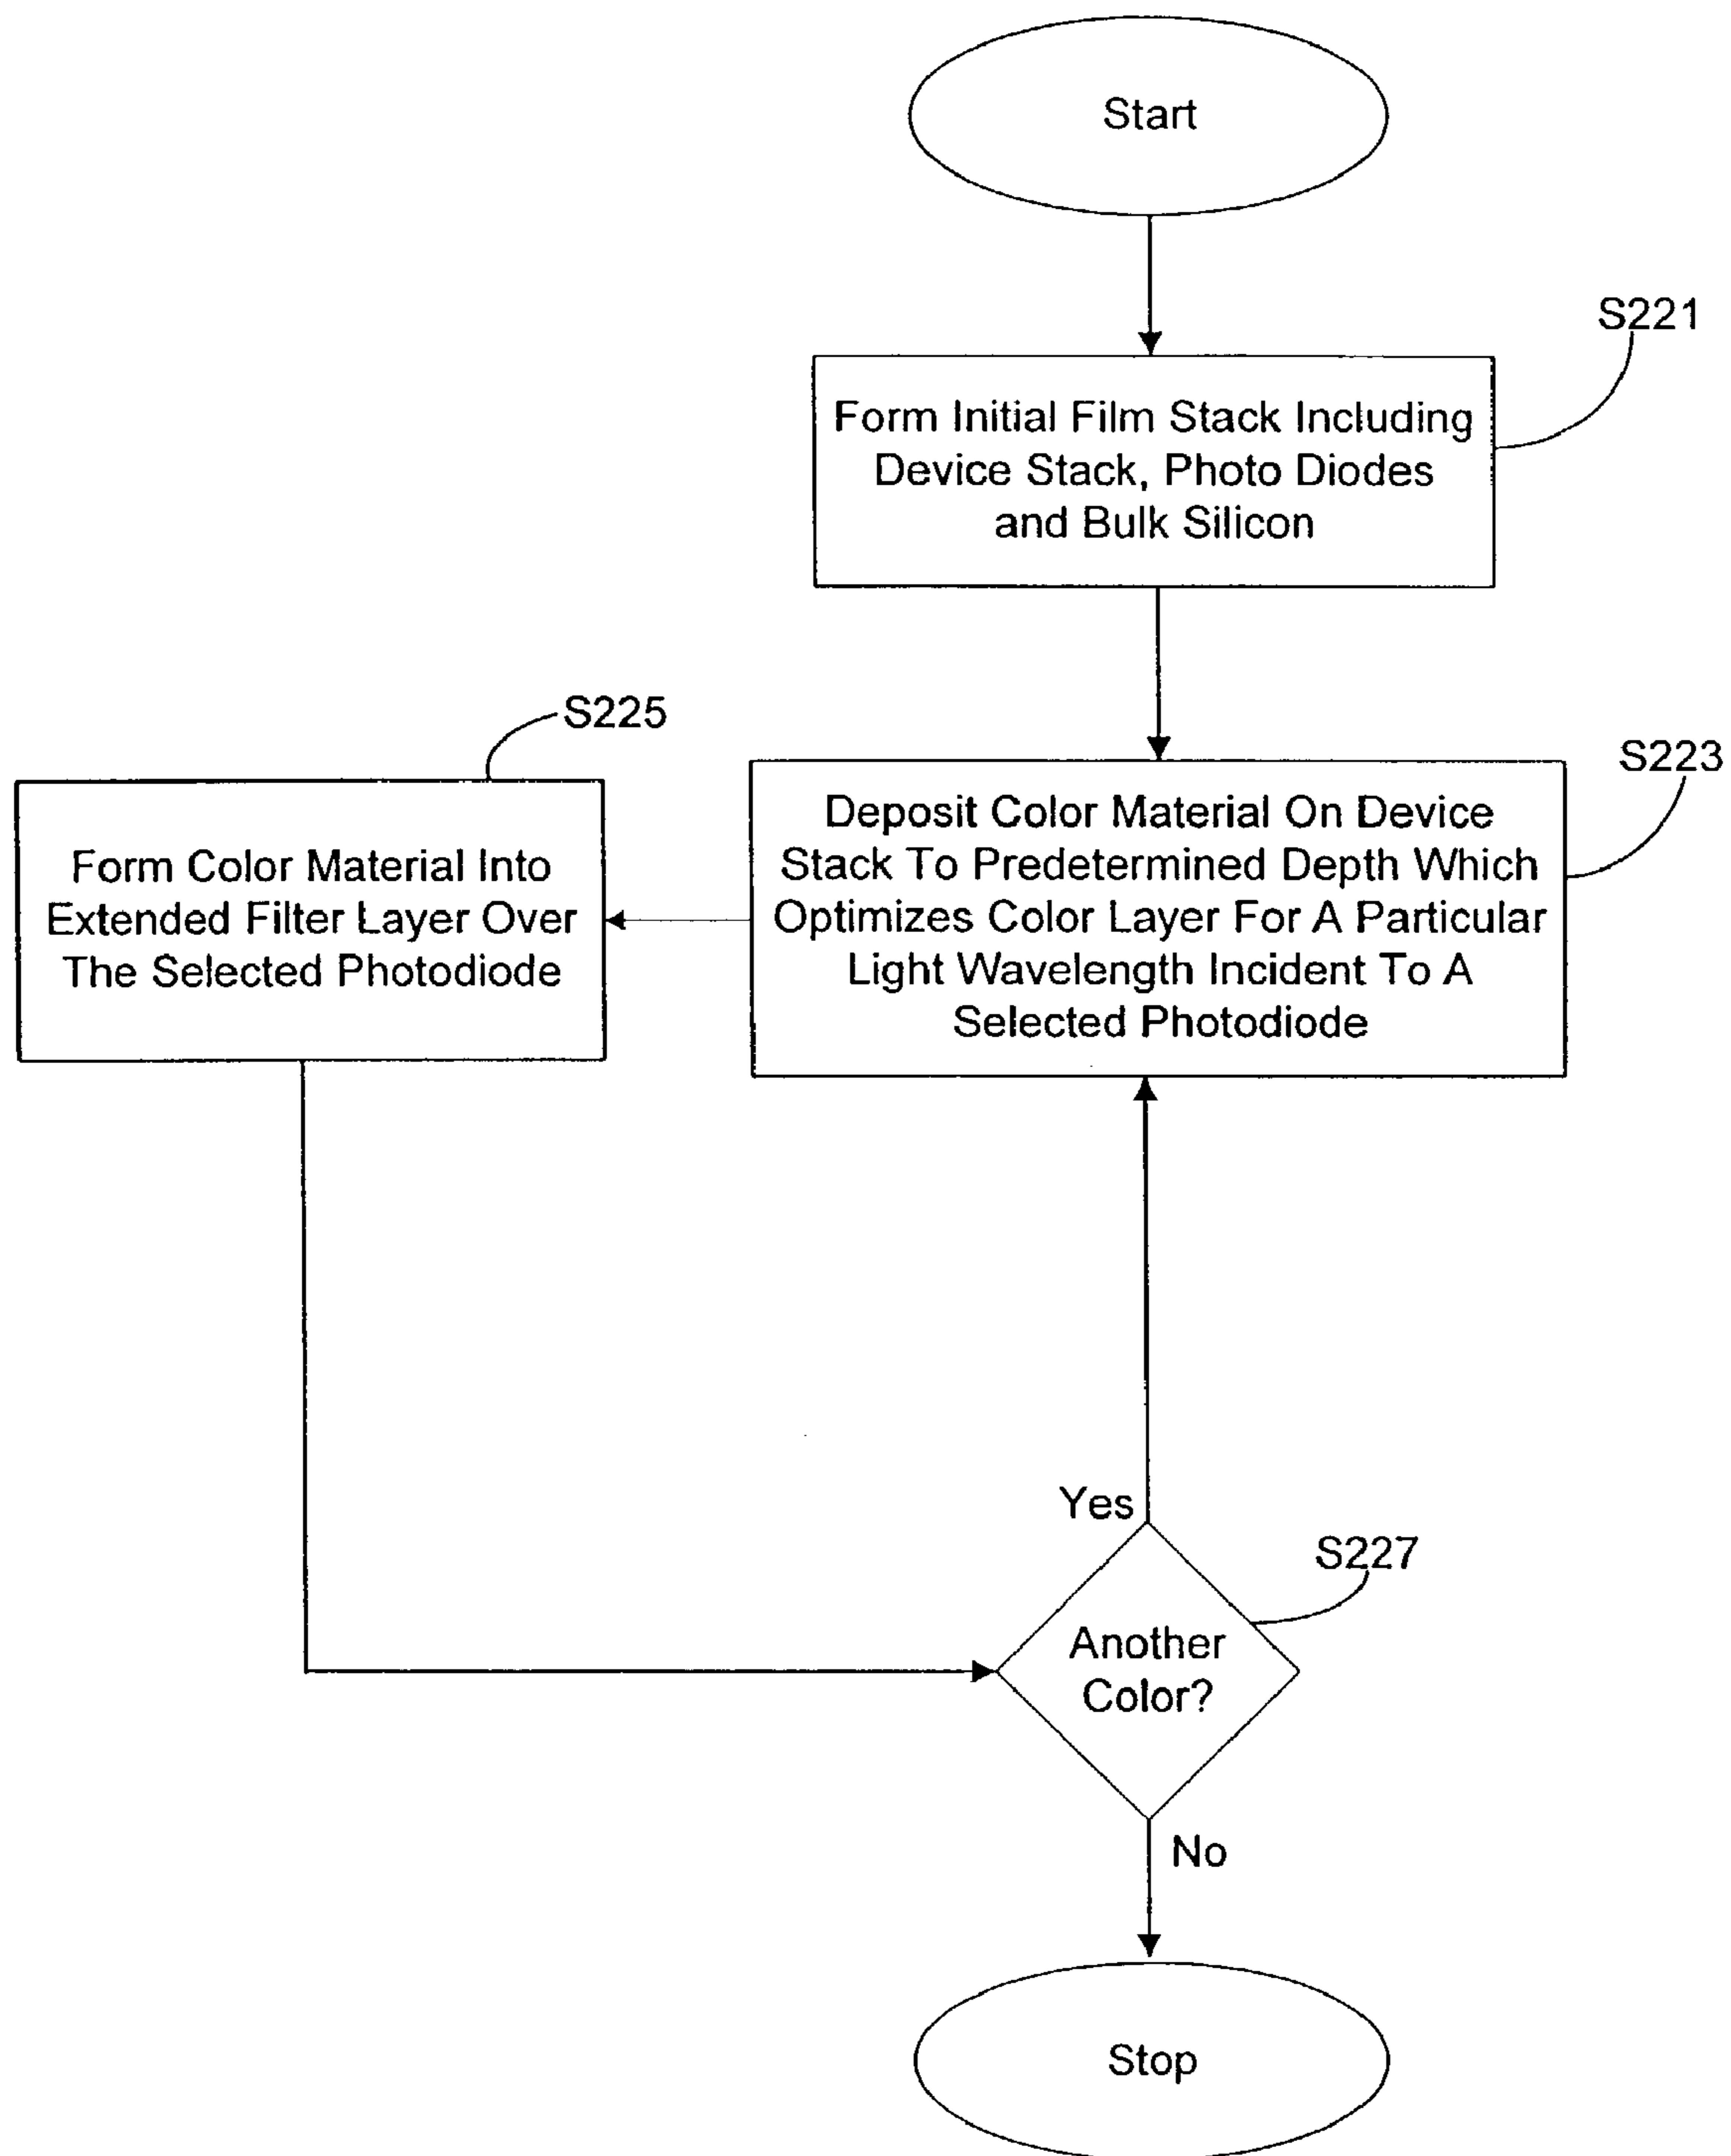 Start
S221
Form Initial Film Stack Including
Device Stack, Photo Diodes
and Bulk Silicon
S225
S223
Form Color Material Into
Extended Filter Layer Over
The Selected Photodiode
Deposit Color Material On Device
Stack To Predetermined Depth Which
Optimizes Color Layer For A Particular
Light Wavelength Incident To A
Selected Photodiode
Yes
S227
Another
Color?
No
Stop